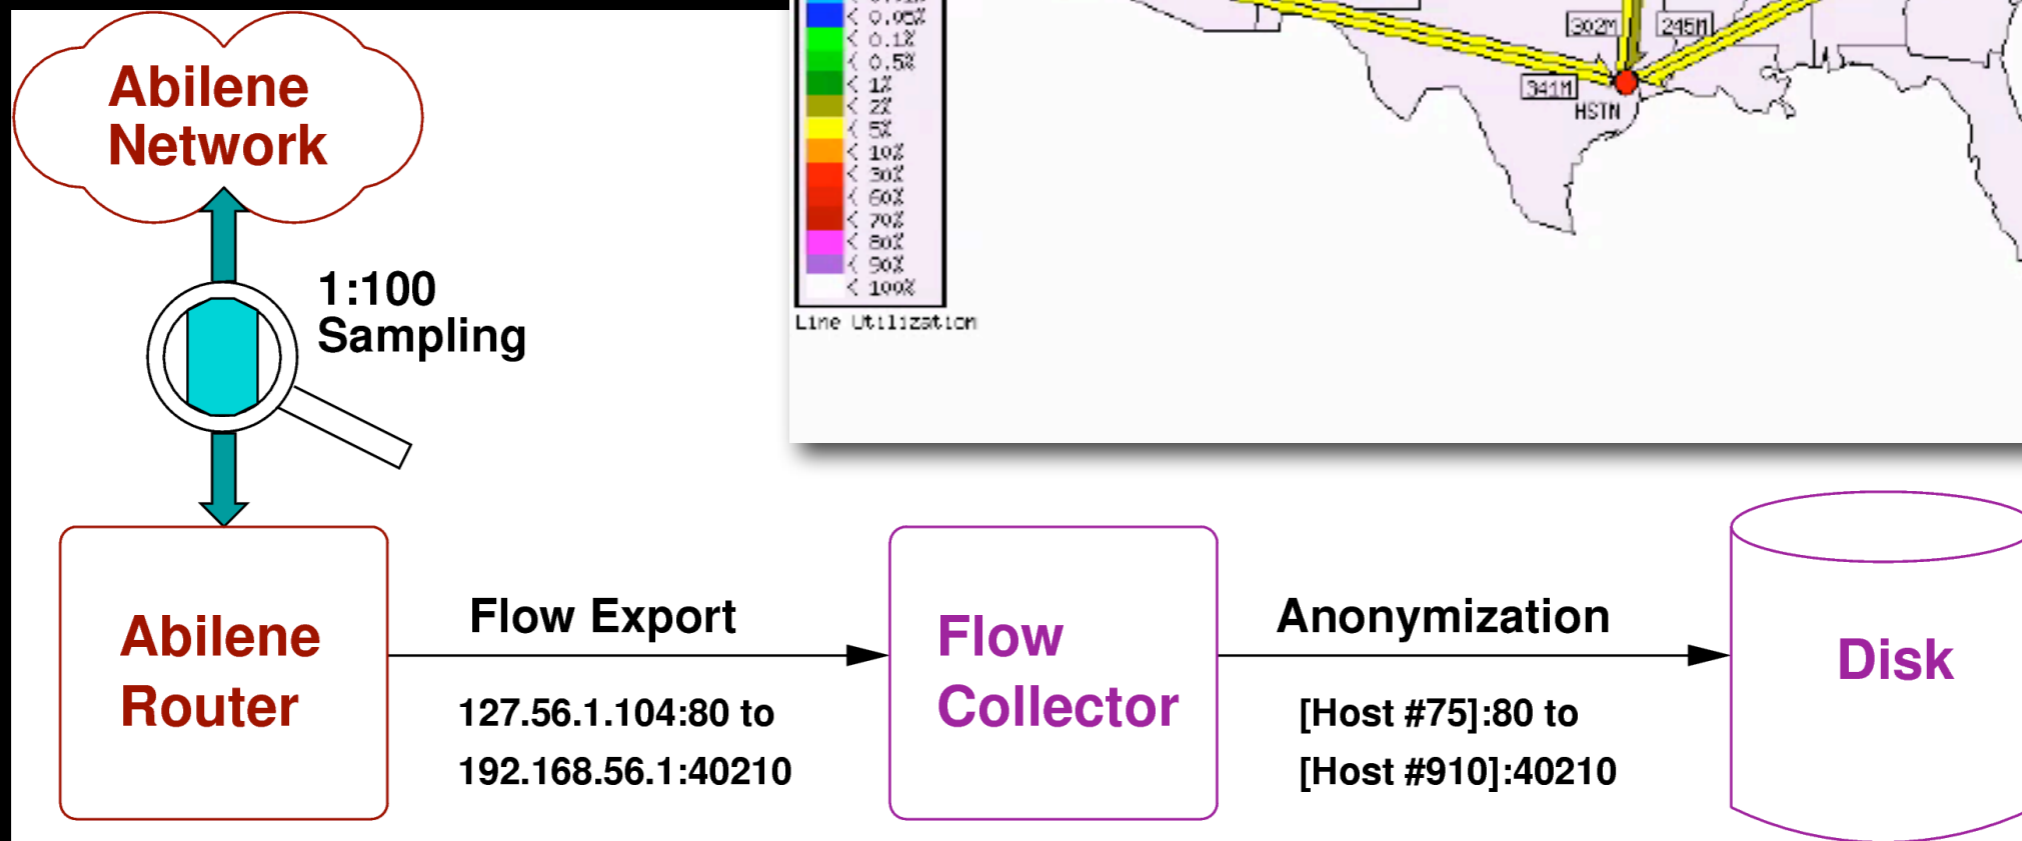 Abilene
Network
1:100
Sampling
< 0.05%
< 0.1%
< 0.5%
< 1%
< 2%
< 5%
< 10%
< 30%
< 60%
< 70%
< 80%
< 90%
< 100%
Line Utilization
302M
245M
341M
HSTN
Abilene
Router
Flow Export
127.56.1.104:80 to
192.168.56.1:40210
Flow
Collector
Anonymization
[Host #75]:80 to
[Host #910]:40210
Disk